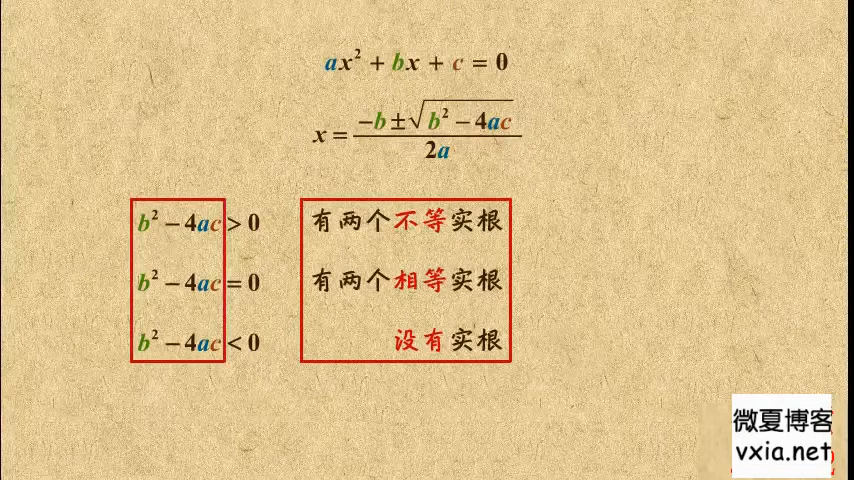 ax² + bx + c = 0
x = (−b ± √(b² − 4ac)) / 2a
b² − 4ac > 0 有两个不等实根
b² − 4ac = 0 有两个相等实根
b² − 4ac < 0 没有实根
微夏博客
vxia.net